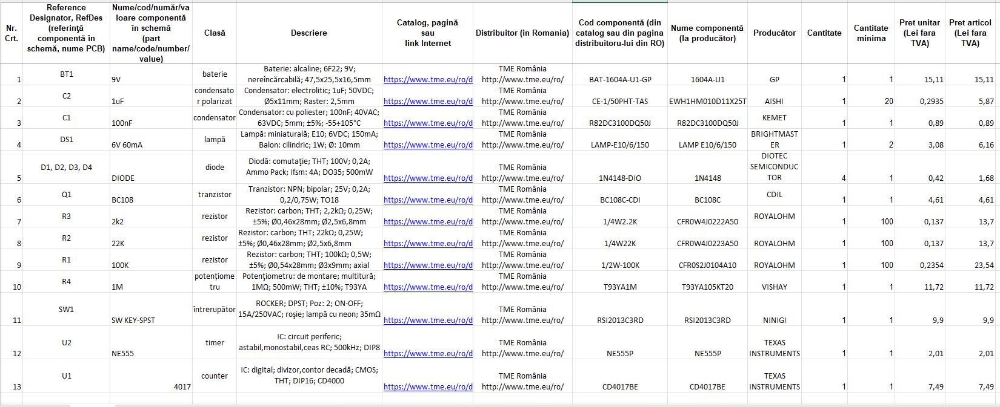 Nr. Crt.
Reference Designator, RefDes (referință componentă în schemă, nume PCB)
Nume/cod/număr/valoare componentă în schemă (part name/code/number/value)
Clasă
Descriere
Catalog, pagină sau link Internet
Distribuitor (in Romania)
Cod componentă (din catalog sau din pagina distribuitoru-lui din RO)
Nume componentă (la producător)
Producător
Cantitate
Cantitate minima
Pret unitar (Lei fara TVA)
Pret articol (Lei fara TVA)
1 BT1 9V baterie Baterie: alcaline; 6F22; 9V; nereîncărcabilă; 47,5x25,5x16,5mm https://www.tme.eu/ro/d TME România http://www.tme.eu/ro/ BAT-1604A-U1-GP 1604A-U1 GP 1 1 15,11 15,11
2 C2 1uF condensator polarizat Condensator: electrolitic; 1uF; 50VDC; Ø5x11mm; Raster: 2,5mm https://www.tme.eu/ro/d TME România http://www.tme.eu/ro/ CE-1/50PHT-TAS EWH1HM010D11X25T AISHI 1 20 0,2935 5,87
3 C1 100nF condensator Condensator: cu poliester; 100nF; 40VAC; 63VDC; 5mm; ±5%; -55÷105°C https://www.tme.eu/ro/d TME România http://www.tme.eu/ro/ R82DC3100DQ50J R82DC3100DQ50J KEMET 1 1 0,89 0,89
4 DS1 6V 60mA lampă Lampă: miniaturală; E10; 6VDC; 150mA; Balon: cilindric; 1W; Ø: 10mm https://www.tme.eu/ro/d TME România http://www.tme.eu/ro/ LAMP-E10/6/150 LAMP E10/6/150 BRIGHTMASTER 1 2 3,08 6,16
5 D1, D2, D3, D4 DIODE diode Diodă: comutaţie; THT; 100V; 0,2A; Ammo Pack; Ifsm: 4A; DO35; 500mW https://www.tme.eu/ro/d TME România http://www.tme.eu/ro/ 1N4148-DIO 1N4148 DIOTEC SEMICONDUCTOR 4 1 0,42 1,68
6 Q1 BC108 tranzistor Tranzistor: NPN; bipolar; 25V; 0,2A; 0,2/0,75W; TO18 https://www.tme.eu/ro/d TME România http://www.tme.eu/ro/ BC108C-CDI BC108C CDIL 1 1 4,61 4,61
7 R3 2k2 rezistor Rezistor: carbon; THT; 2,2kΩ; 0,25W; ±5%; Ø0,46x28mm; Ø2,5x6,8mm https://www.tme.eu/ro/d TME România http://www.tme.eu/ro/ 1/4W2.2K CFR0W4J0222A50 ROYALOHM 1 100 0,137 13,7
8 R2 22K rezistor Rezistor: carbon; THT; 22kΩ; 0,25W; ±5%; Ø0,46x28mm; Ø2,5x6,8mm https://www.tme.eu/ro/d TME România http://www.tme.eu/ro/ 1/4W22K CFR0W4J0223A50 ROYALOHM 1 100 0,137 13,7
9 R1 100K rezistor Rezistor: carbon; THT; 100kΩ; 0,5W; ±5%; Ø0,54x28mm; Ø3x9mm; axial https://www.tme.eu/ro/d TME România http://www.tme.eu/ro/ 1/2W-100K CFR0S2J0104A10 ROYALOHM 1 100 0,2354 23,54
10 R4 1M potențiometru Potenţiometru: de montare; multitură; 1MΩ; 500mW; THT; ±10%; T93YA https://www.tme.eu/ro/d TME România http://www.tme.eu/ro/ T93YA1M T93YA105KT20 VISHAY 1 1 11,72 11,72
11 SW1 SW KEY-SPST întrerupător ROCKER; DPST; Poz: 2; ON-OFF; 15A/250VAC; roşie; lampă cu neon; 35mΩ https://www.tme.eu/ro/d TME România http://www.tme.eu/ro/ RSI2013C3RD RSI2013C3RD NINIGI 1 1 9,9 9,9
12 U2 NE555 timer IC: circuit periferic; astabil,monostabil,ceas RC; 500kHz; DIP8 https://www.tme.eu/ro/d TME România http://www.tme.eu/ro/ NE555P NE555P TEXAS INSTRUMENTS 1 1 2,01 2,01
13 U1 4017 counter IC: digital; divizor,contor decadă; CMOS; THT; DIP16; CD4000 https://www.tme.eu/ro/d TME România http://www.tme.eu/ro/ CD4017BE CD4017BE TEXAS INSTRUMENTS 1 1 7,49 7,49